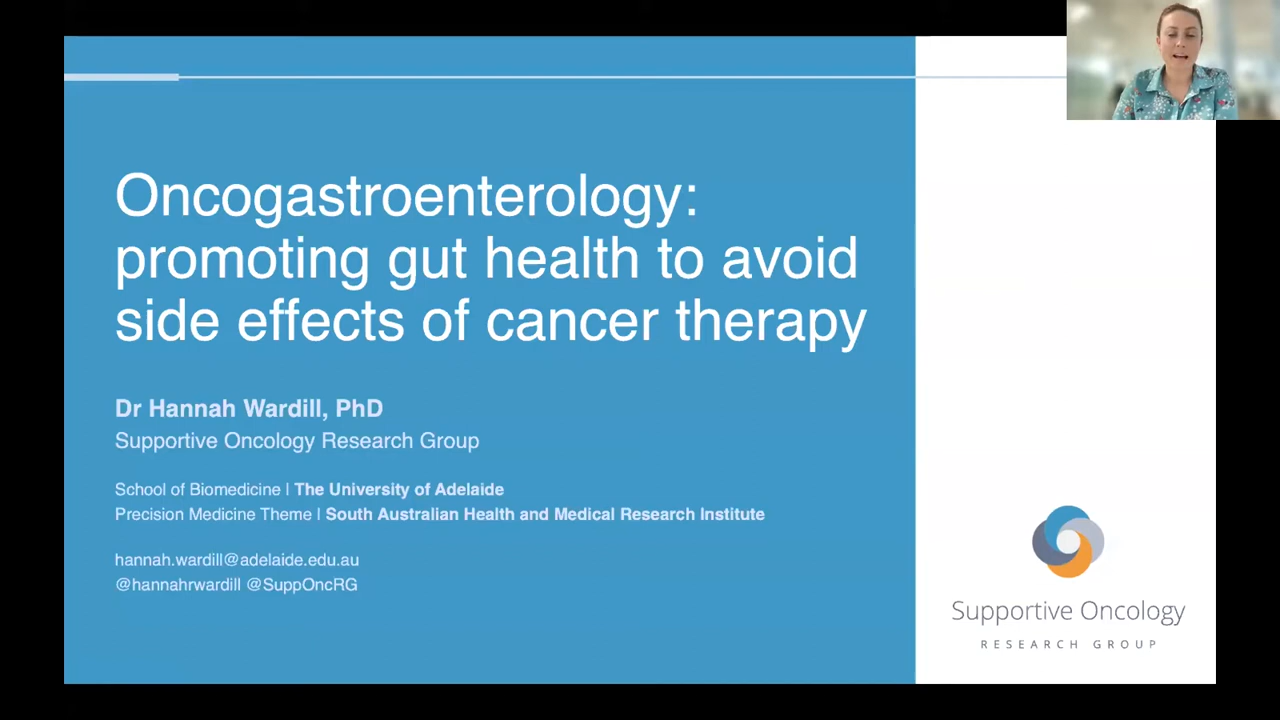 Oncogastroenterology:
promoting gut health to avoid
side effects of cancer therapy
Dr Hannah Wardill, PhD
Supportive Oncology Research Group
School of Biomedicine | The University of Adelaide
Precision Medicine Theme | South Australian Health and Medical Research Institute
hannah.wardill@adelaide.edu.au
@hannahrwardill @SuppOncRG
Supportive Oncology
RESEARCH GROUP